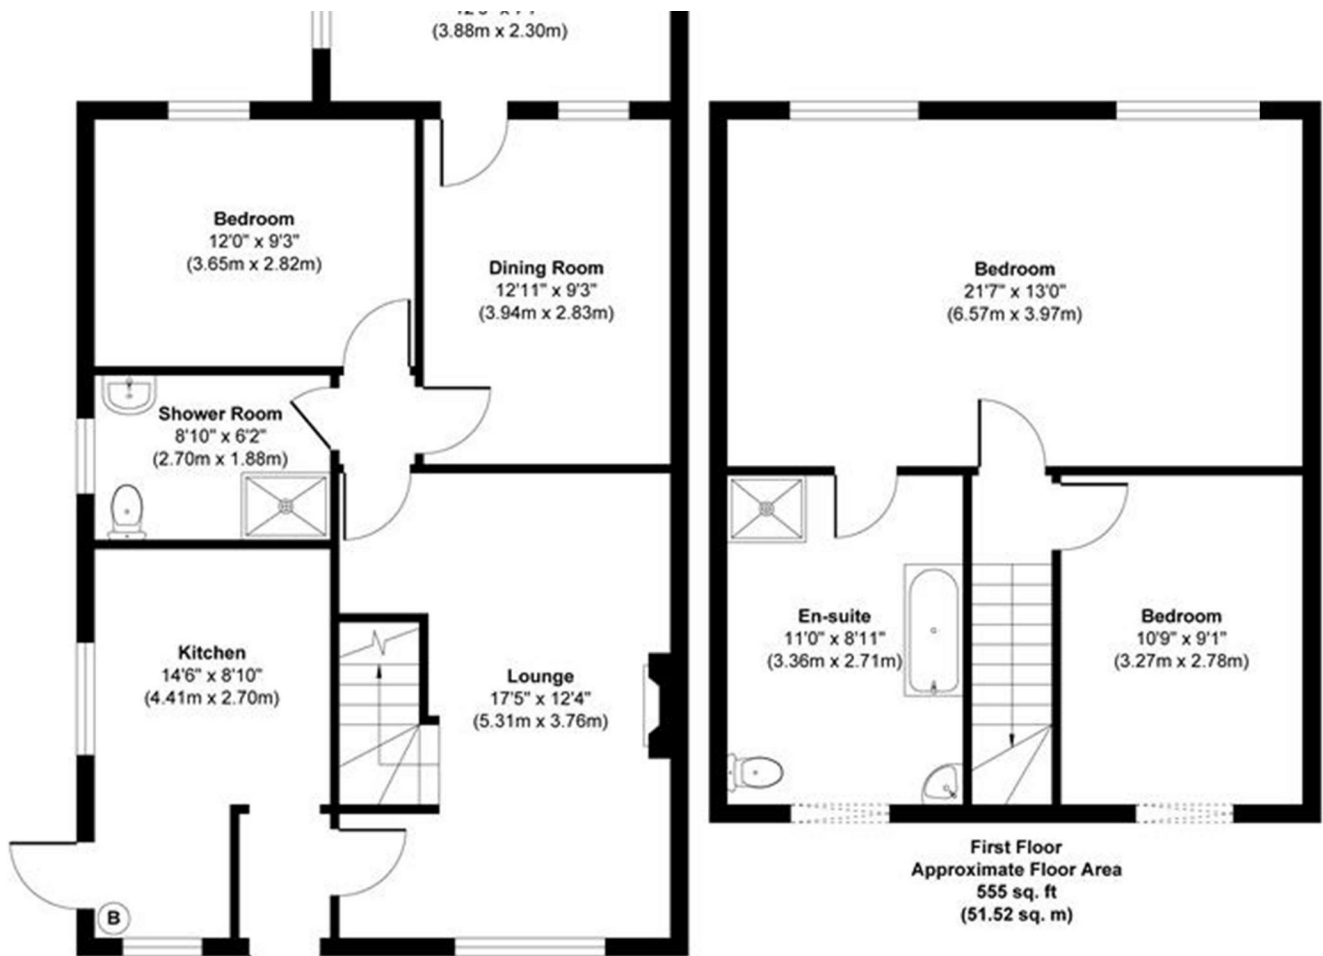 (3.88m x 2.30m)
Bedroom
12'0" x 9'3"
(3.65m x 2.82m)
Dining Room
12'11" x 9'3"
(3.94m x 2.83m)
Shower Room
8'10" x 6'2"
(2.70m x 1.88m)
Kitchen
14'6" x 8'10"
(4.41m x 2.70m)
Lounge
17'5" x 12'4"
(5.31m x 3.76m)
B
Bedroom
21'7" x 13'0"
(6.57m x 3.97m)
En-suite
11'0" x 8'11"
(3.36m x 2.71m)
Bedroom
10'9" x 9'1"
(3.27m x 2.78m)
First Floor
Approximate Floor Area
555 sq. ft
(51.52 sq. m)